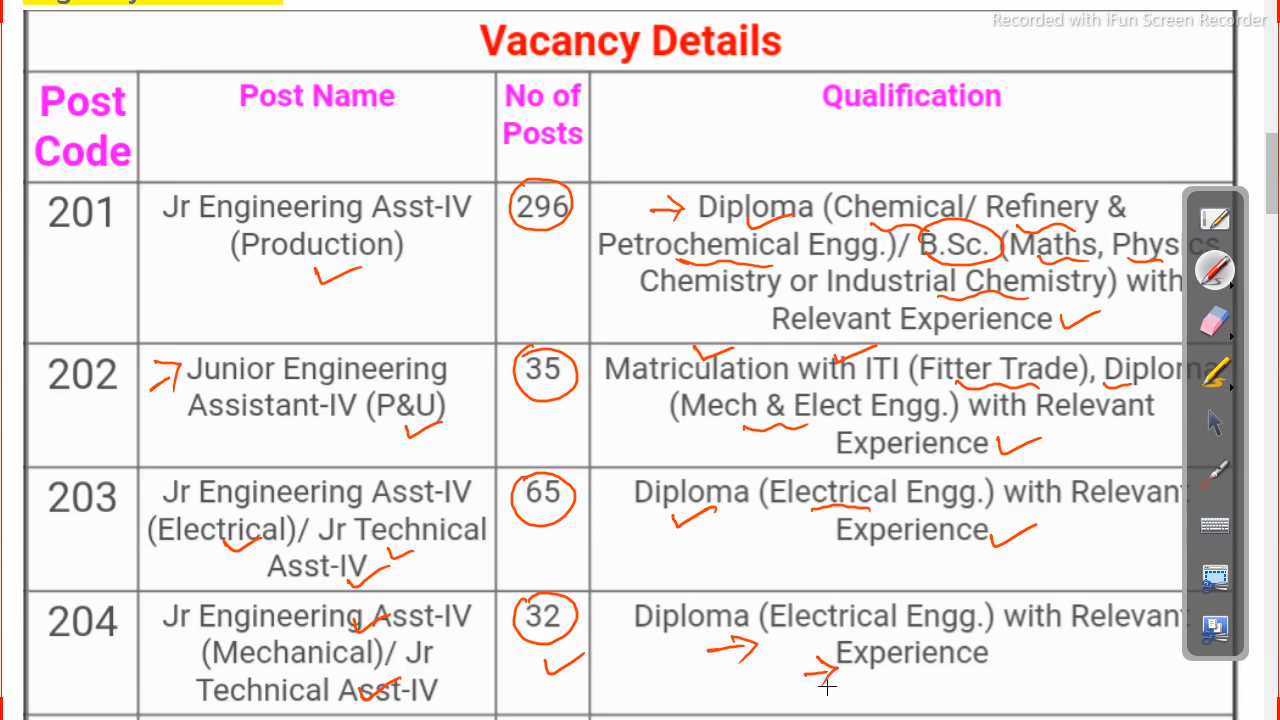 Recorded with iFun Screen Recorder
Vacancy Details
Post Code
Post Name
No of Posts
Qualification
201
Jr Engineering Asst-IV
(Production)
296
Diploma (Chemical/ Refinery &
Petrochemical Engg.)/ B.Sc. (Maths, Physics
Chemistry or Industrial Chemistry) with
Relevant Experience
202
Junior Engineering
Assistant-IV (P&U)
35
Matriculation with ITI (Fitter Trade), Diploma
(Mech & Elect Engg.) with Relevant
Experience
203
Jr Engineering Asst-IV
(Electrical)/ Jr Technical
Asst-IV
65
Diploma (Electrical Engg.) with Relevant
Experience
204
Jr Engineering Asst-IV
(Mechanical)/ Jr
Technical Asst-IV
32
Diploma (Electrical Engg.) with Relevant
Experience